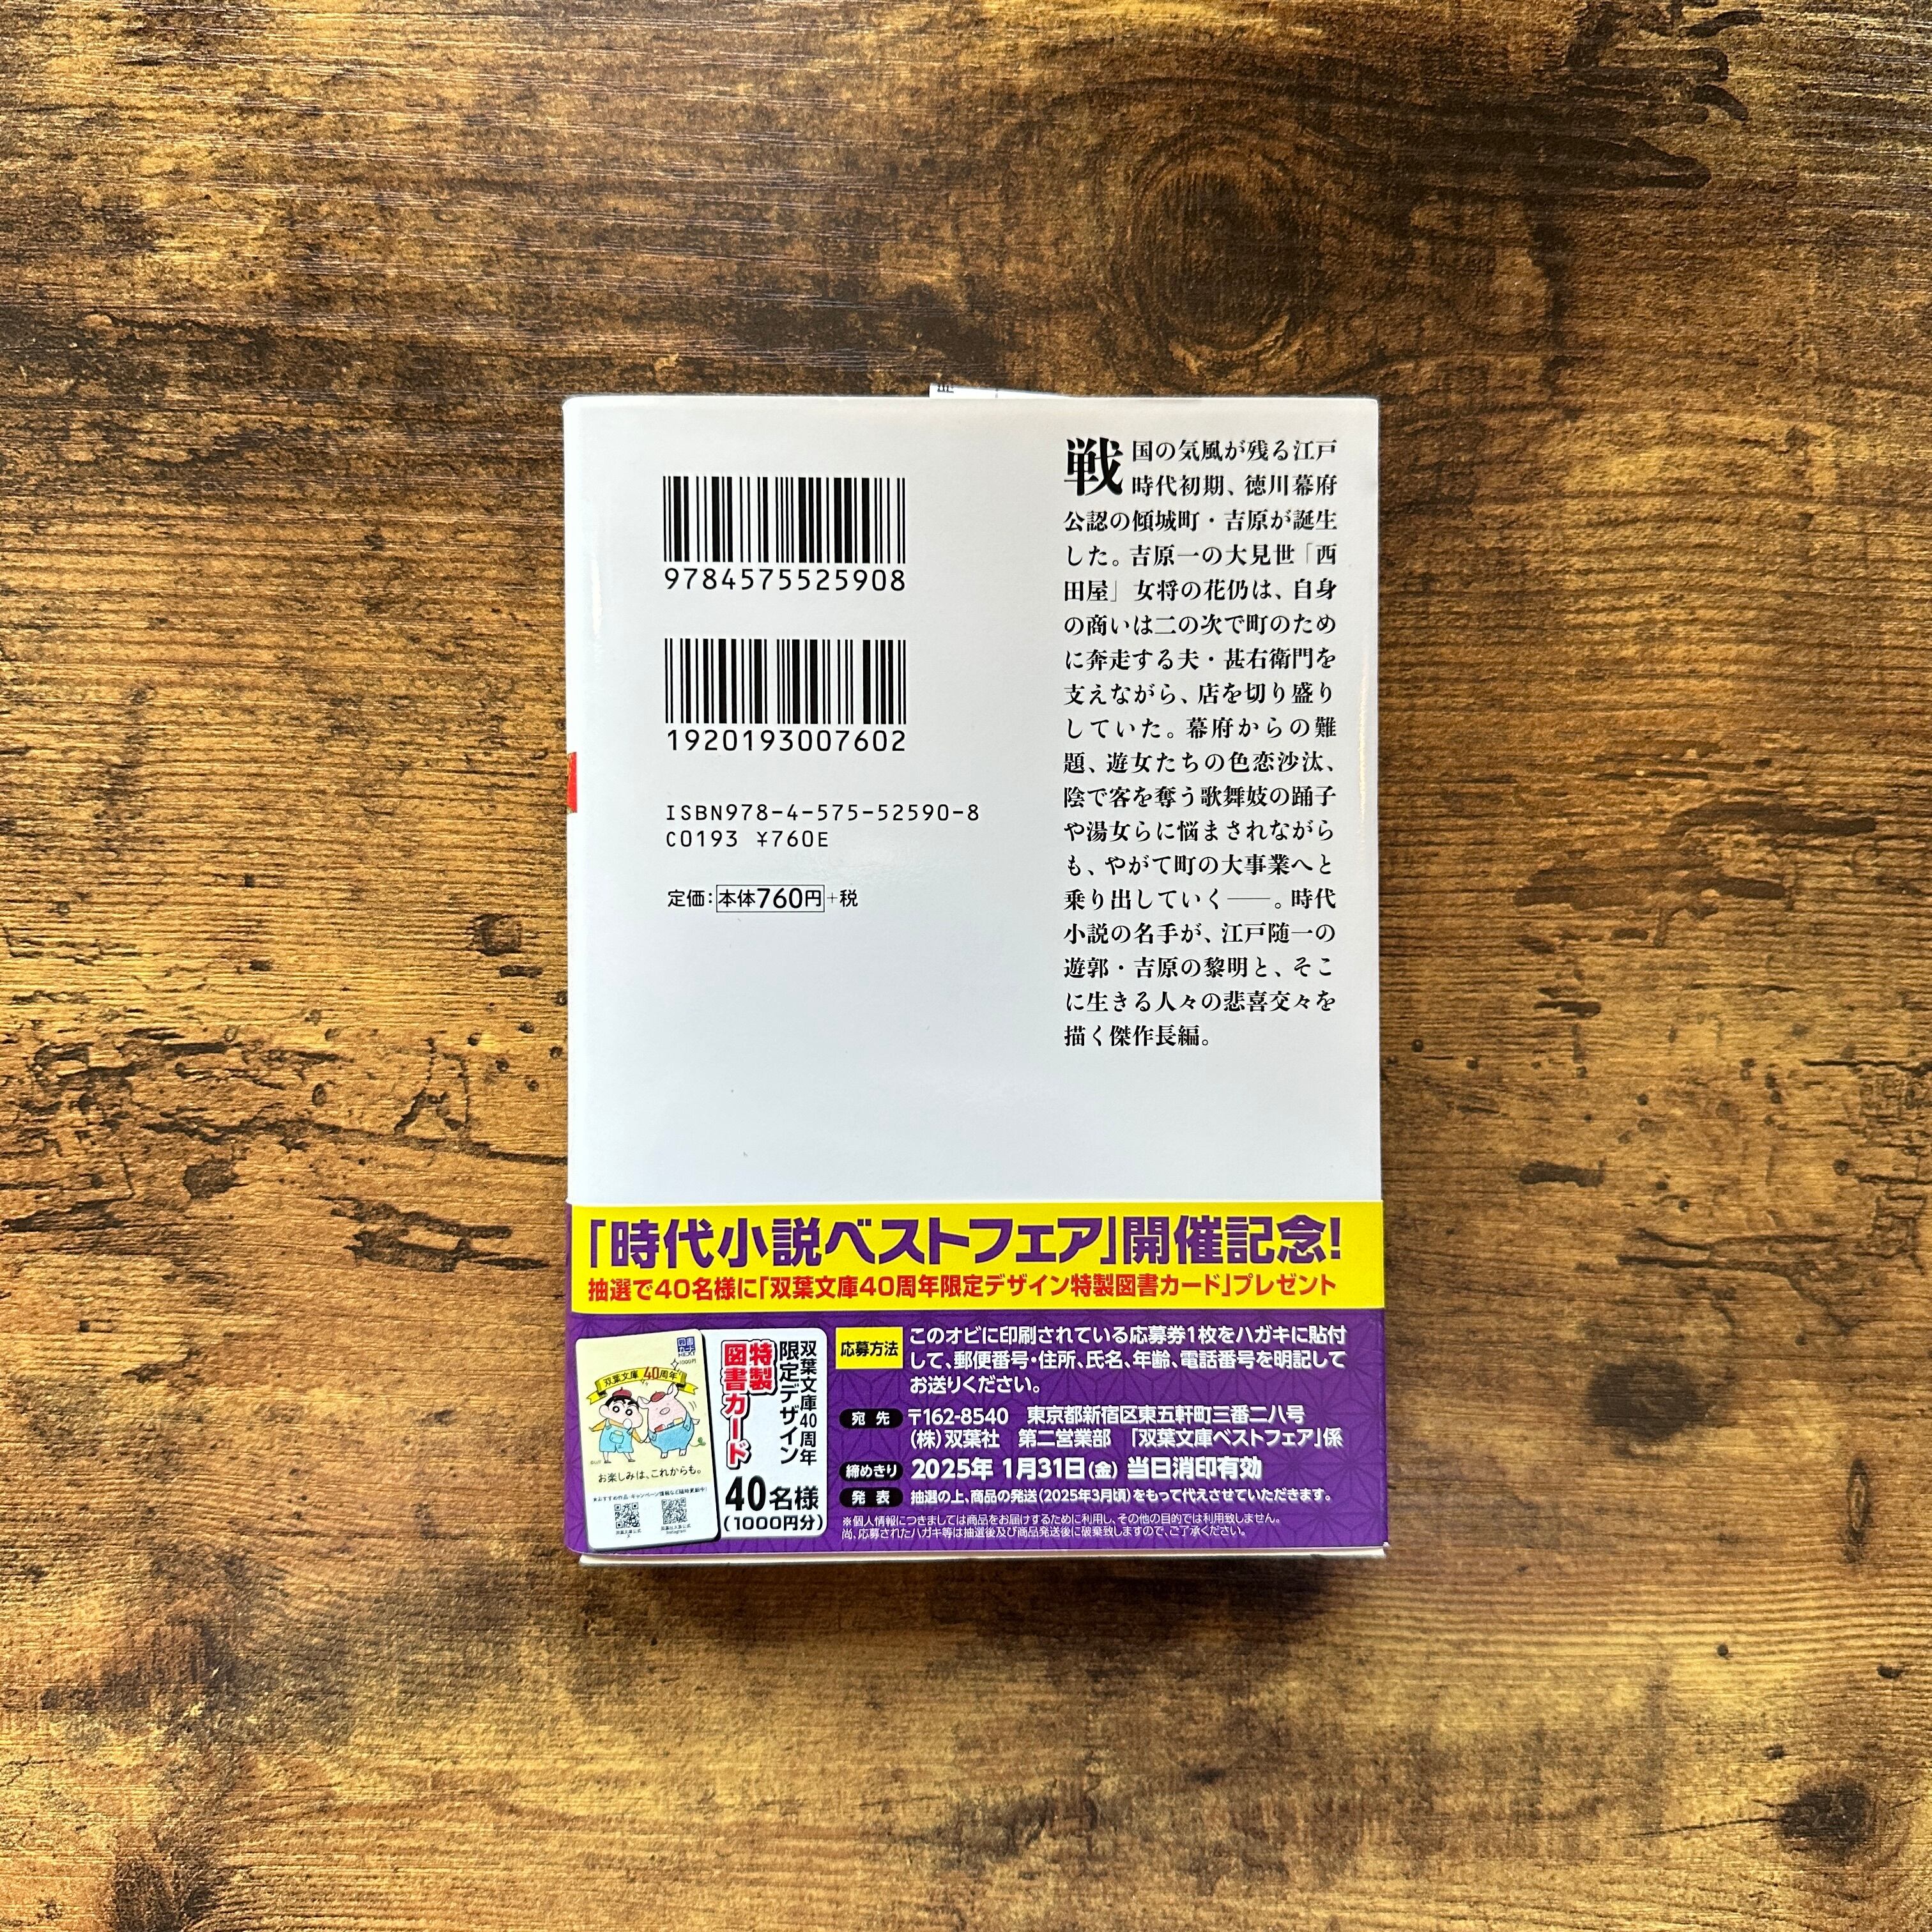 9784575525908
1920193007602
ISBN978-4-575-52590-8
C0193 ¥760E
定価：本体760円+税
戦国の気風が残る江戸
時代初期、徳川幕府
公認の傾城町・吉原が誕生
した。吉原一の大見世「西
田屋」女将の花仍は、自身
の商いは二の次で町のため
に奔走する夫・甚右衛門を
支えながら、店を切り盛り
していた。幕府からの難
題、遊女たちの色恋沙汰、
陰で客を奪う歌舞妓の踊子
や湯女らに悩まされながら
も、やがて町の大事業へと
乗り出していく――。時代
小説の名手が、江戸随一の
遊郭・吉原の黎明と、そこ
に生きる人々の悲喜交々を
描く傑作長編。
「時代小説ベストフェア」開催記念!
抽選で40名様に「双葉文庫40周年限定デザイン特製図書カード」プレゼント
図書カードNEXT
1000円
双葉文庫 40周年
お楽しみは、これからも。
双葉文庫40周年
限定デザイン
特製
図書カード
40名様
(1000円分)
応募方法
このオビに印刷されている応募券1枚をハガキに貼付
して、郵便番号・住所、氏名、年齢、電話番号を明記して
お送りください。
宛先 〒162-8540 東京都新宿区東五軒町三番二八号
(株)双葉社 第二営業部 「双葉文庫ベストフェア」係
締めきり 2025年 1月31日(金) 当日消印有効
発表 抽選の上、商品の発送(2025年3月頃)をもって代えさせていただきます。
※個人情報につきましては商品をお届けするために利用し、その他の目的では利用致しません。
尚、応募されたハガキ等は抽選後及び商品発送後に破棄致しますので、ご了承ください。